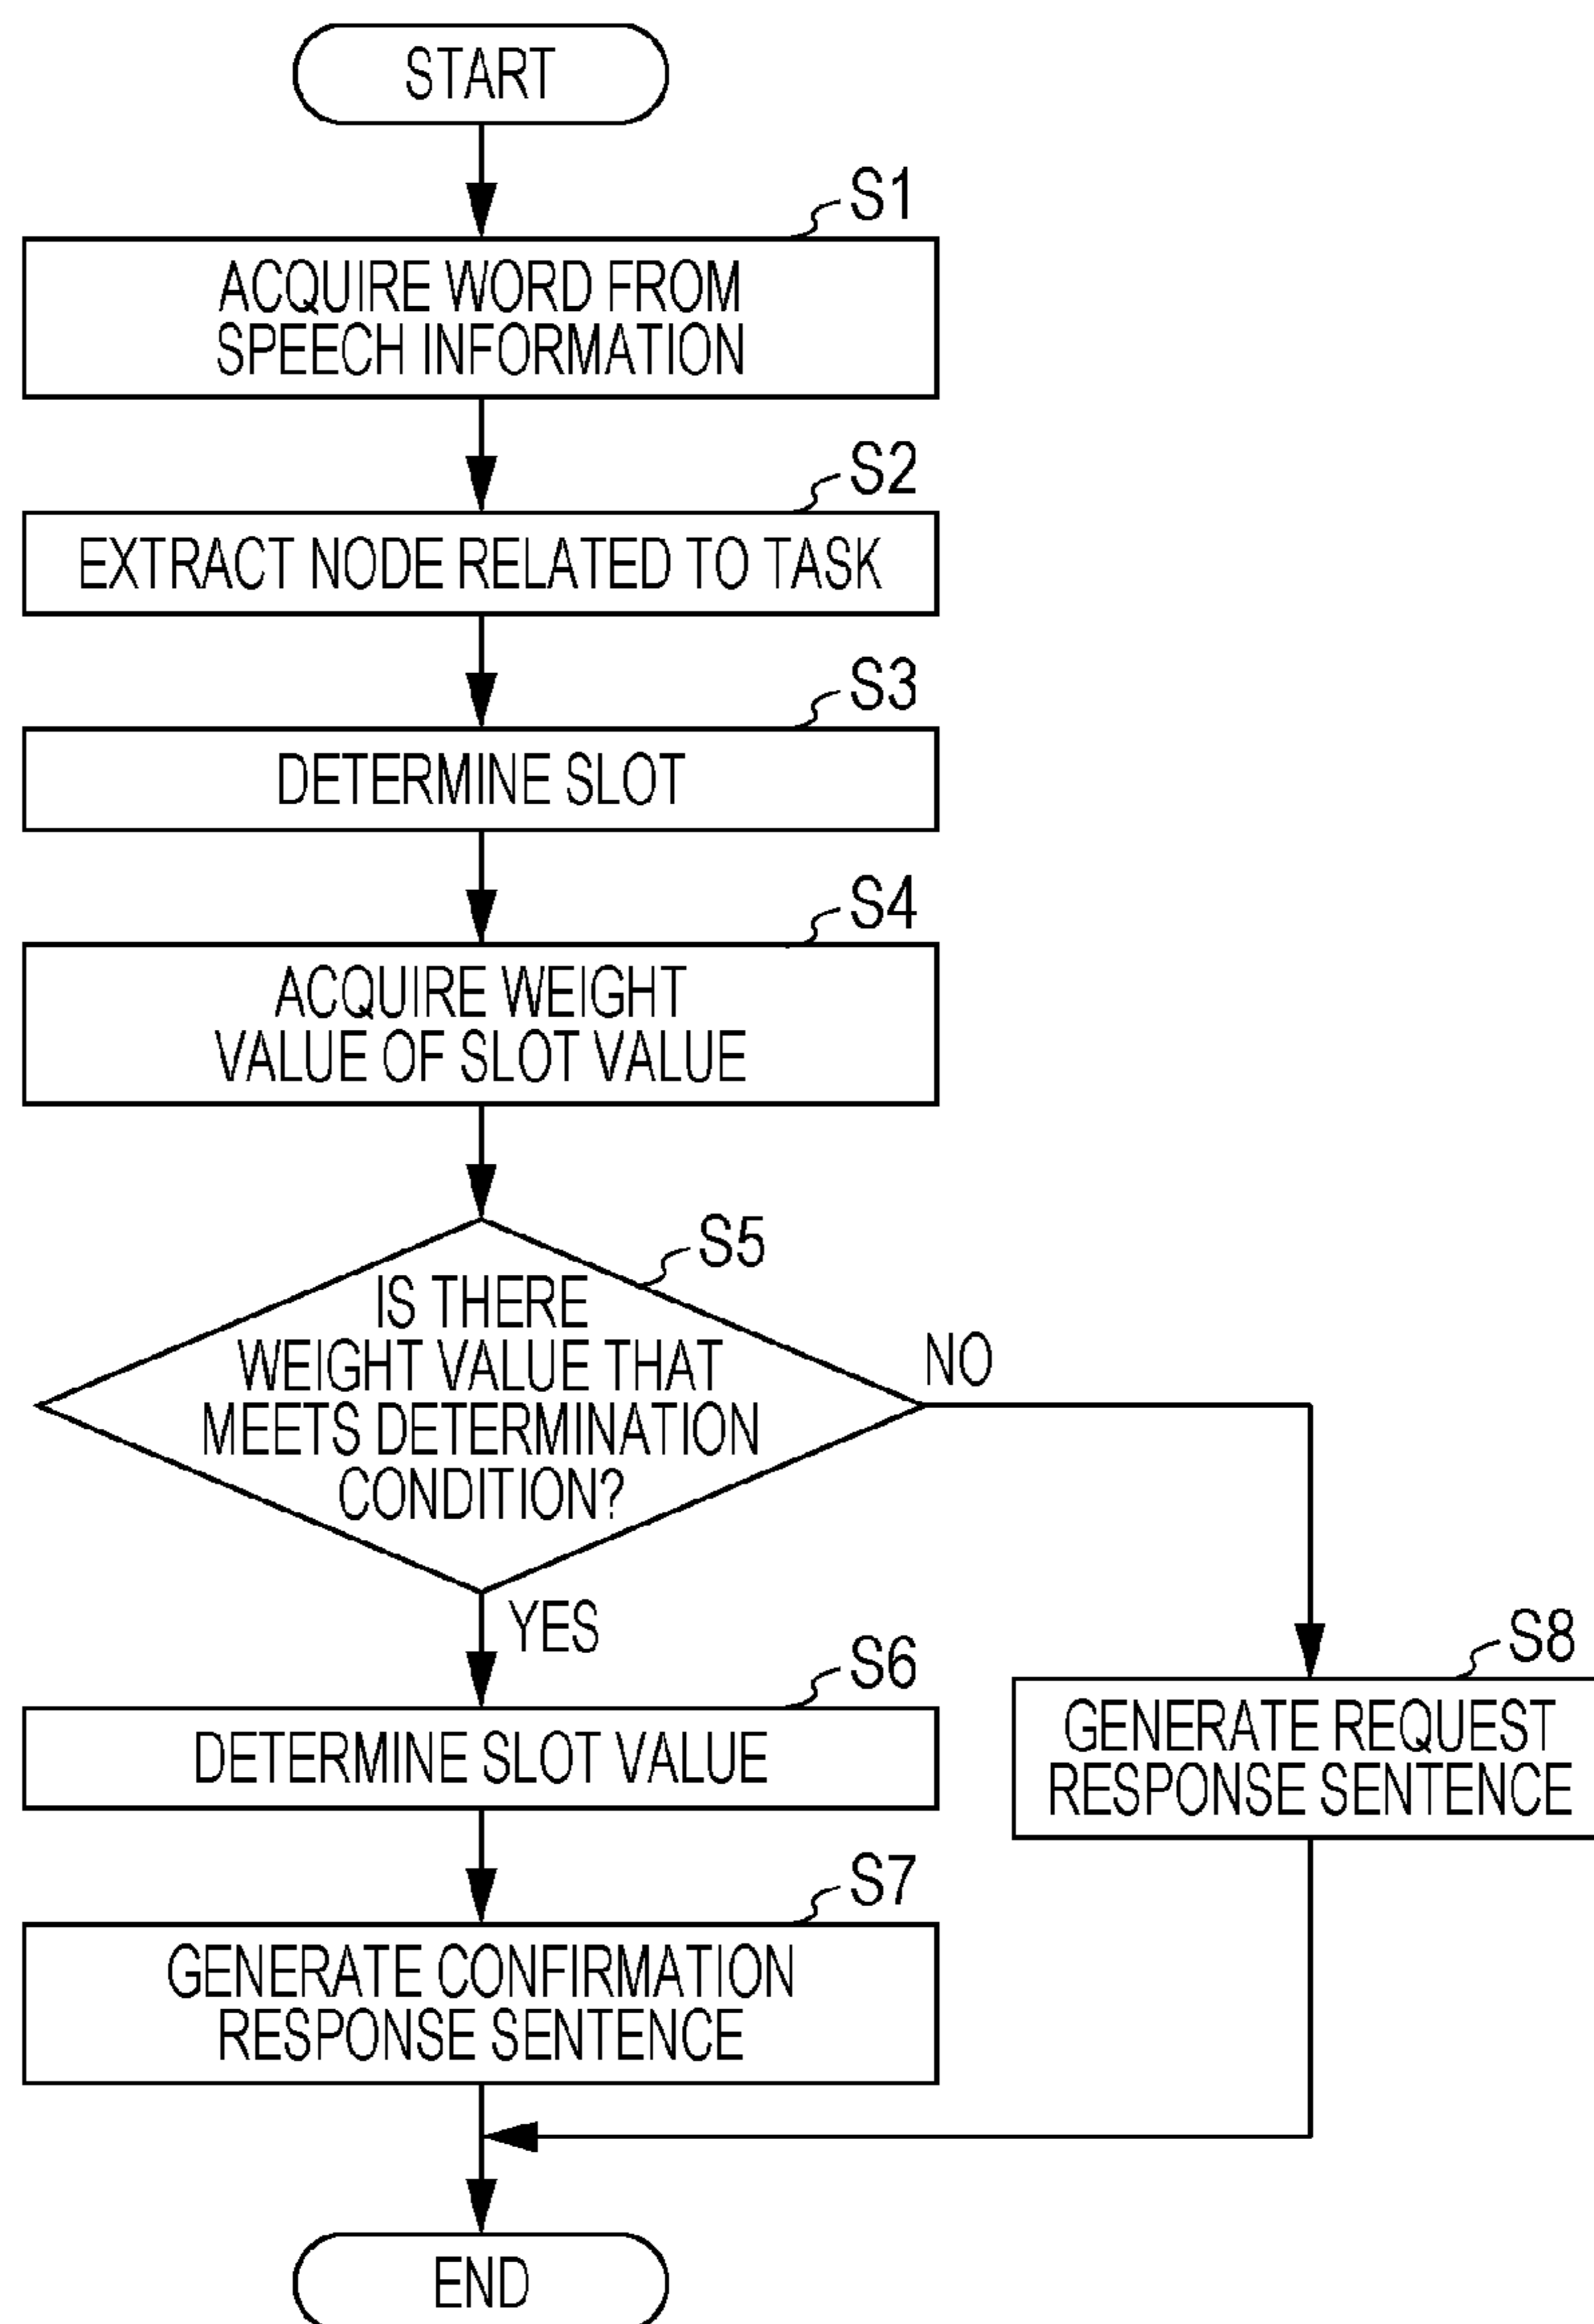 START
S1
ACQUIRE WORD FROM
SPEECH INFORMATION
S2
EXTRACT NODE RELATED TO TASK
S3
DETERMINE SLOT
S4
ACQUIRE WEIGHT
VALUE OF SLOT VALUE
S5
IS THERE
WEIGHT VALUE THAT
MEETS DETERMINATION
CONDITION?
NO
YES
S6
DETERMINE SLOT VALUE
S8
GENERATE REQUEST
RESPONSE SENTENCE
S7
GENERATE CONFIRMATION
RESPONSE SENTENCE
END